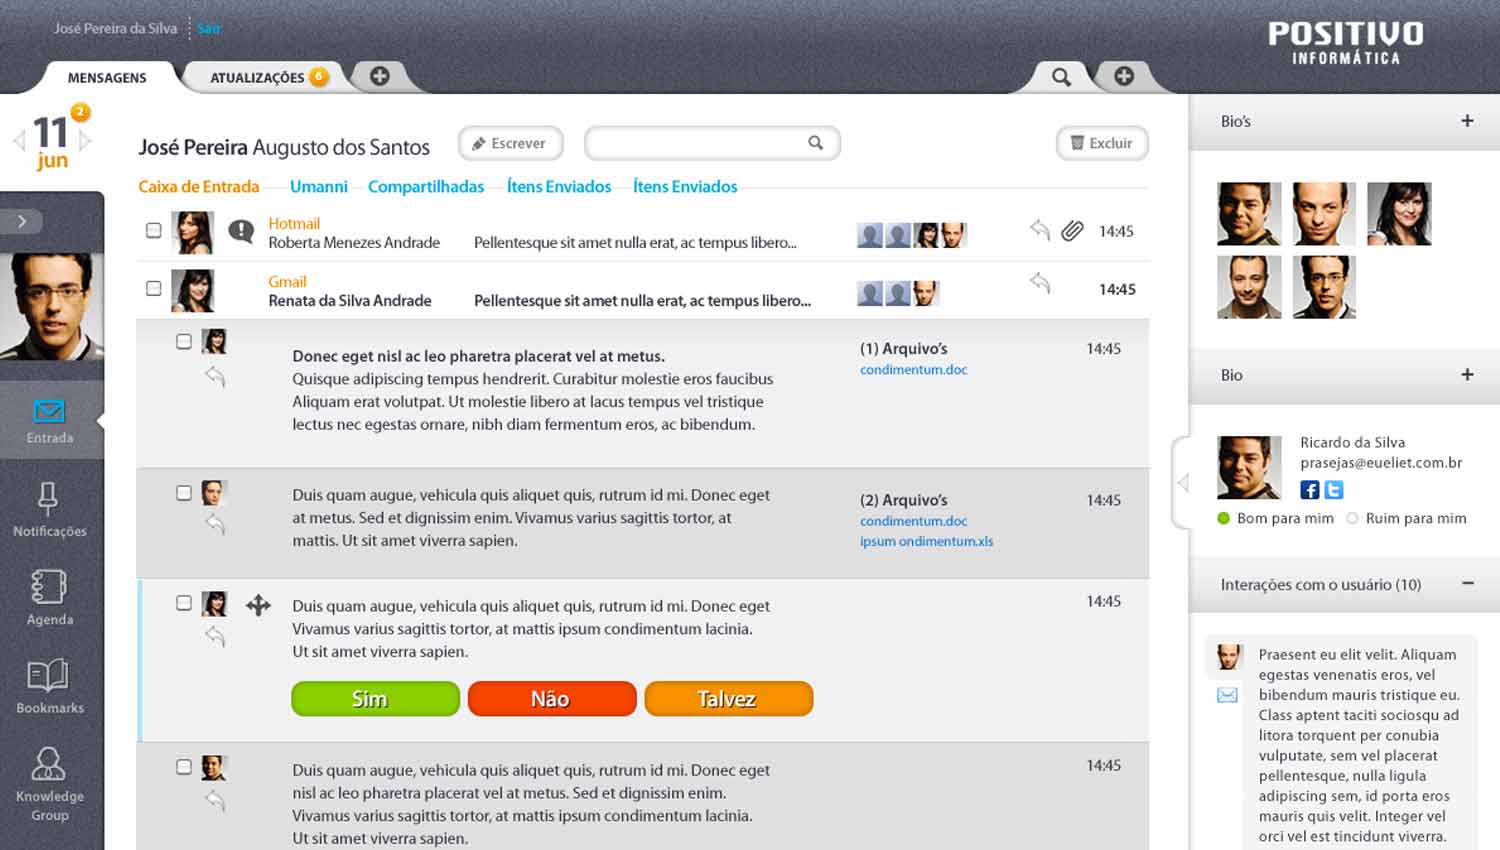 José Pereira da Silva Sair
POSITIVO
INFORMÁTICA
MENSAGENS
ATUALIZAÇÕES 6
11 2
jun
José Pereira Augusto dos Santos
Escrever
Excluir
Caixa de Entrada Umanni Compartilhadas Ítens Enviados Ítens Enviados
Hotmail
Roberta Menezes Andrade Pellentesque sit amet nulla erat, ac tempus libero... 14:45
Gmail
Renata da Silva Andrade Pellentesque sit amet nulla erat, ac tempus libero... 14:45
Donec eget nisl ac leo pharetra placerat vel at metus.
Quisque adipiscing tempus hendrerit. Curabitur molestie eros faucibus
Aliquam erat volutpat. Ut molestie libero at lacus tempus vel tristique
lectus nec egestas ornare, nibh diam fermentum eros, ac bibendum.
(1) Arquivo’s
condimentum.doc
14:45
Duis quam augue, vehicula quis aliquet quis, rutrum id mi. Donec eget
at metus. Sed et dignissim enim. Vivamus varius sagittis tortor, at
mattis. Ut sit amet viverra sapien.
(2) Arquivo’s
condimentum.doc
ipsum ondimentum.xls
14:45
Duis quam augue, vehicula quis aliquet quis, rutrum id mi. Donec eget
Vivamus varius sagittis tortor, at mattis ipsum condimentum lacinia.
Ut sit amet viverra sapien.
14:45
Sim Não Talvez
Duis quam augue, vehicula quis aliquet quis, rutrum id mi. Donec eget
nisl ac leo pharetra placerat vel at metus. Sed et dignissim enim.
Vivamus varius sagittis tortor, at mattis ipsum condimentum lacinia.
Ut sit amet viverra sapien.
14:45
Entrada
Notificações
Agenda
Bookmarks
Knowledge
Group
Bio’s
Bio
Ricardo da Silva
prasejas@eueliet.com.br
Bom para mim Ruim para mim
Interações com o usuário (10)
Praesent eu elit velit. Aliquam
egestas venenatis eros, vel
bibendum mauris tristique eu.
Class aptent taciti sociosqu ad
litora torquent per conubia
vulputate, sem vel placerat
pellentesque, nulla ligula
adipiscing sem, id porta eros
mauris quis velit. Integer vel
orci vel est tincidunt viverra.